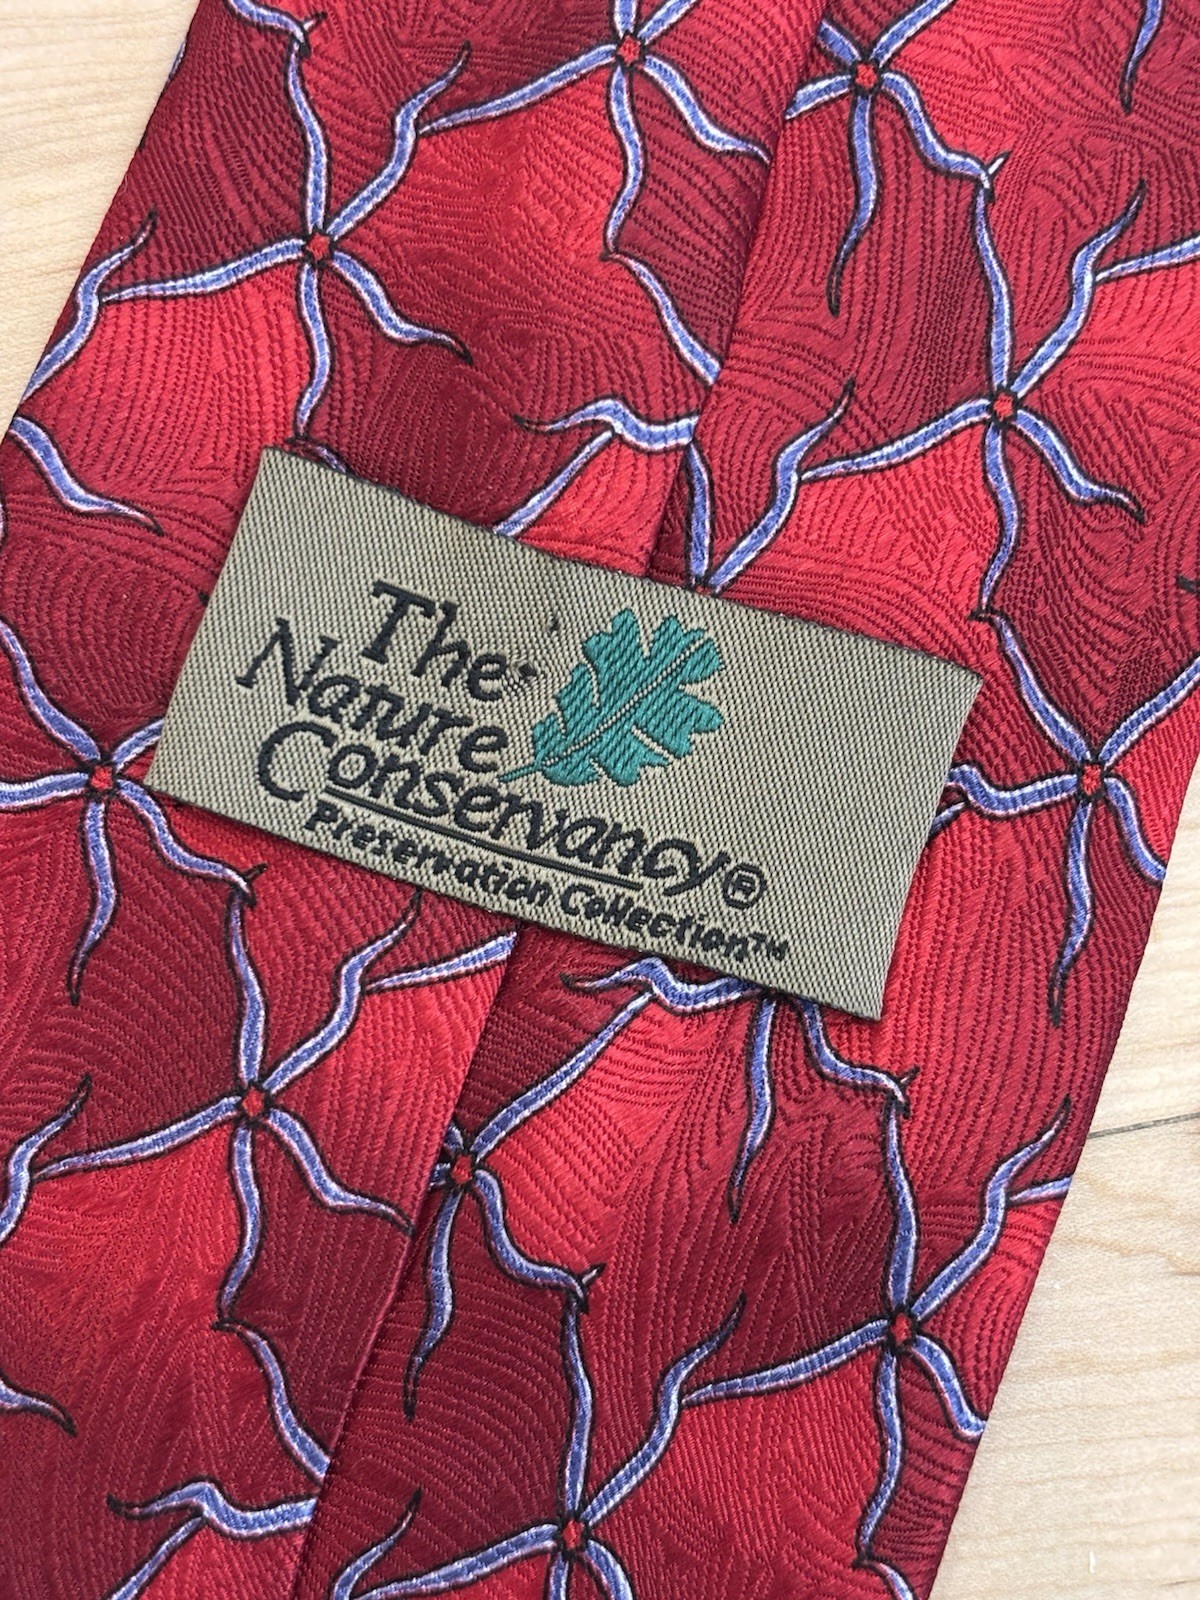 The
Nature
Conservancy®
Preservation Collection™